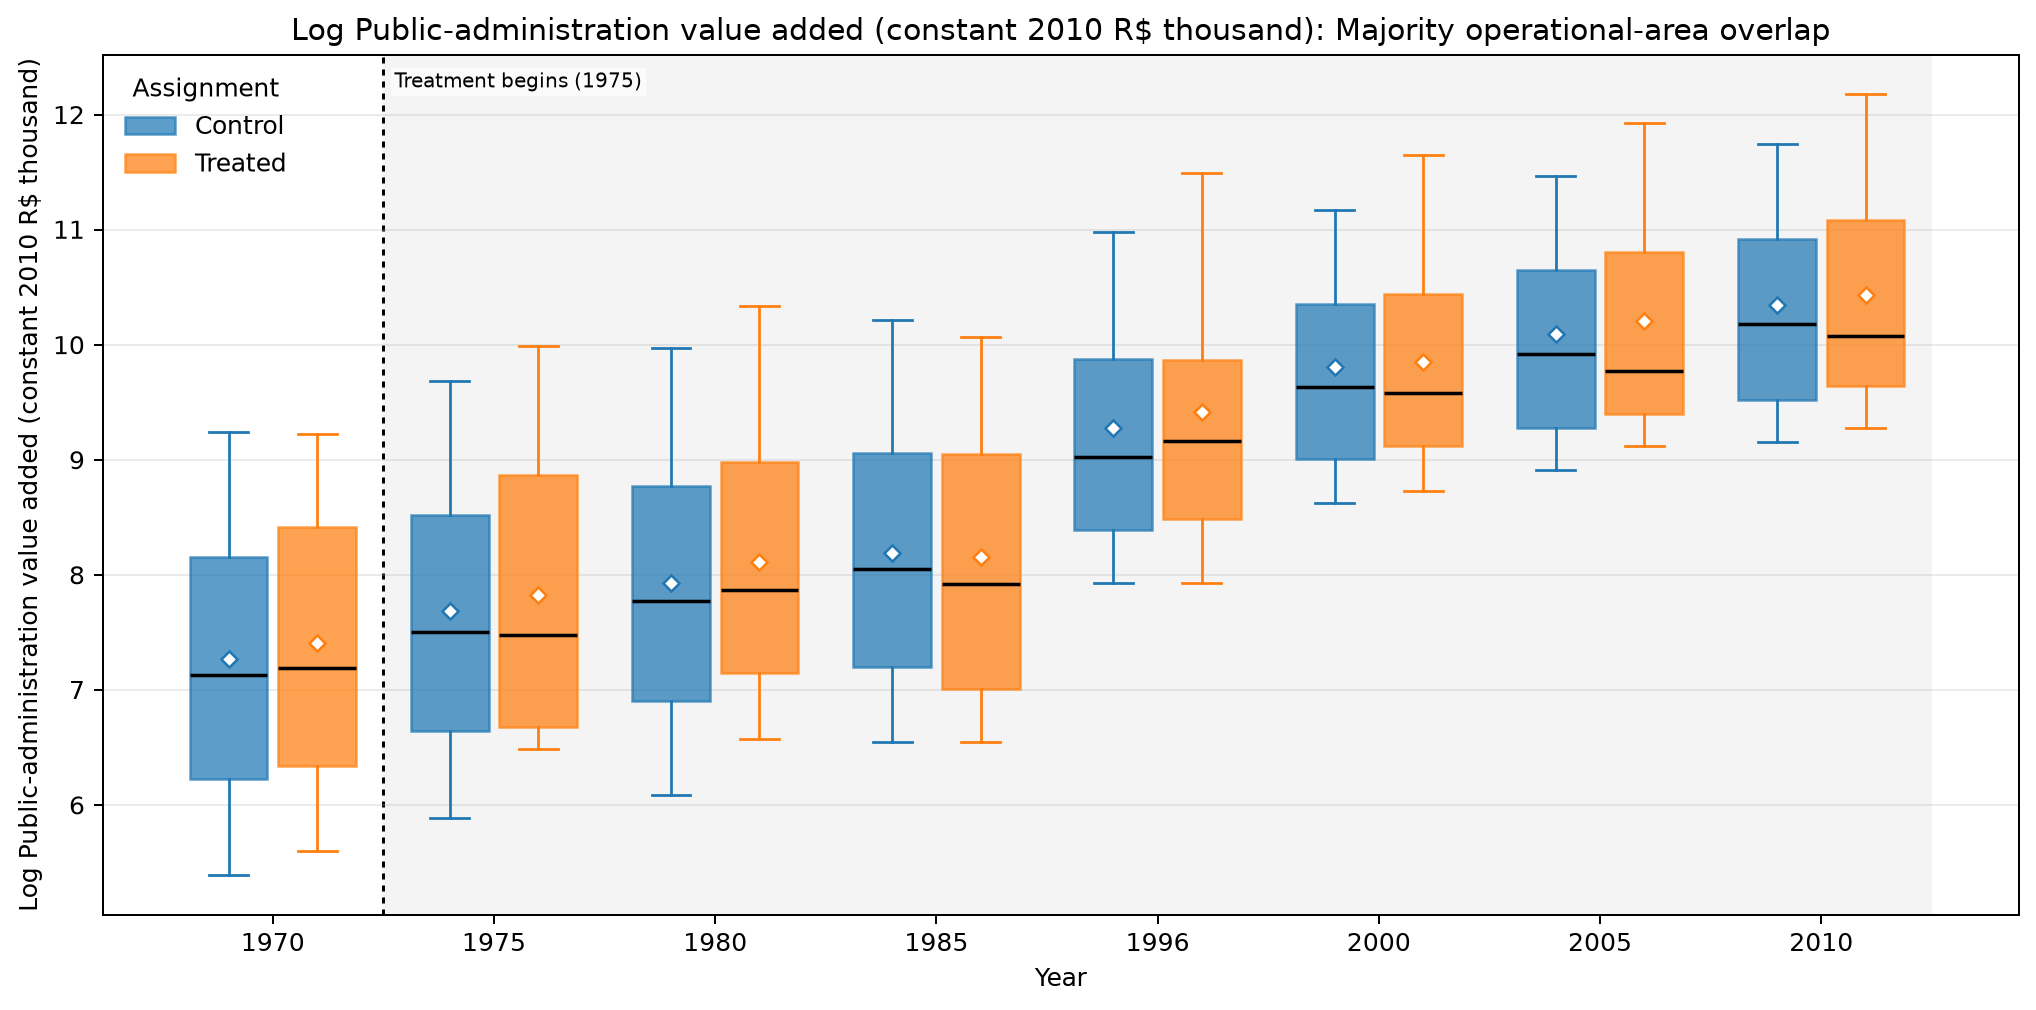 Log Public-administration value added (constant 2010 R$ thousand): Majority operational-area overlap
Log Public-administration value added (constant 2010 R$ thousand)
Treatment begins (1975)
Assignment
Control
Treated
12
11
10
9
8
7
6
1970 1975 1980 1985 1996 2000 2005 2010
Year